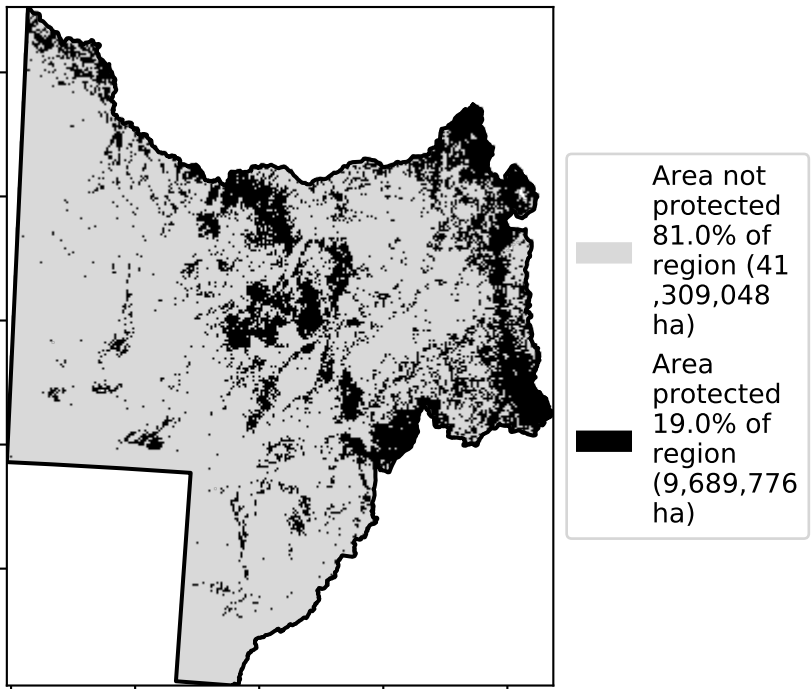 Area not
protected
81.0% of
region (41
,309,048
ha)
Area
protected
19.0% of
region
(9,689,776
ha)